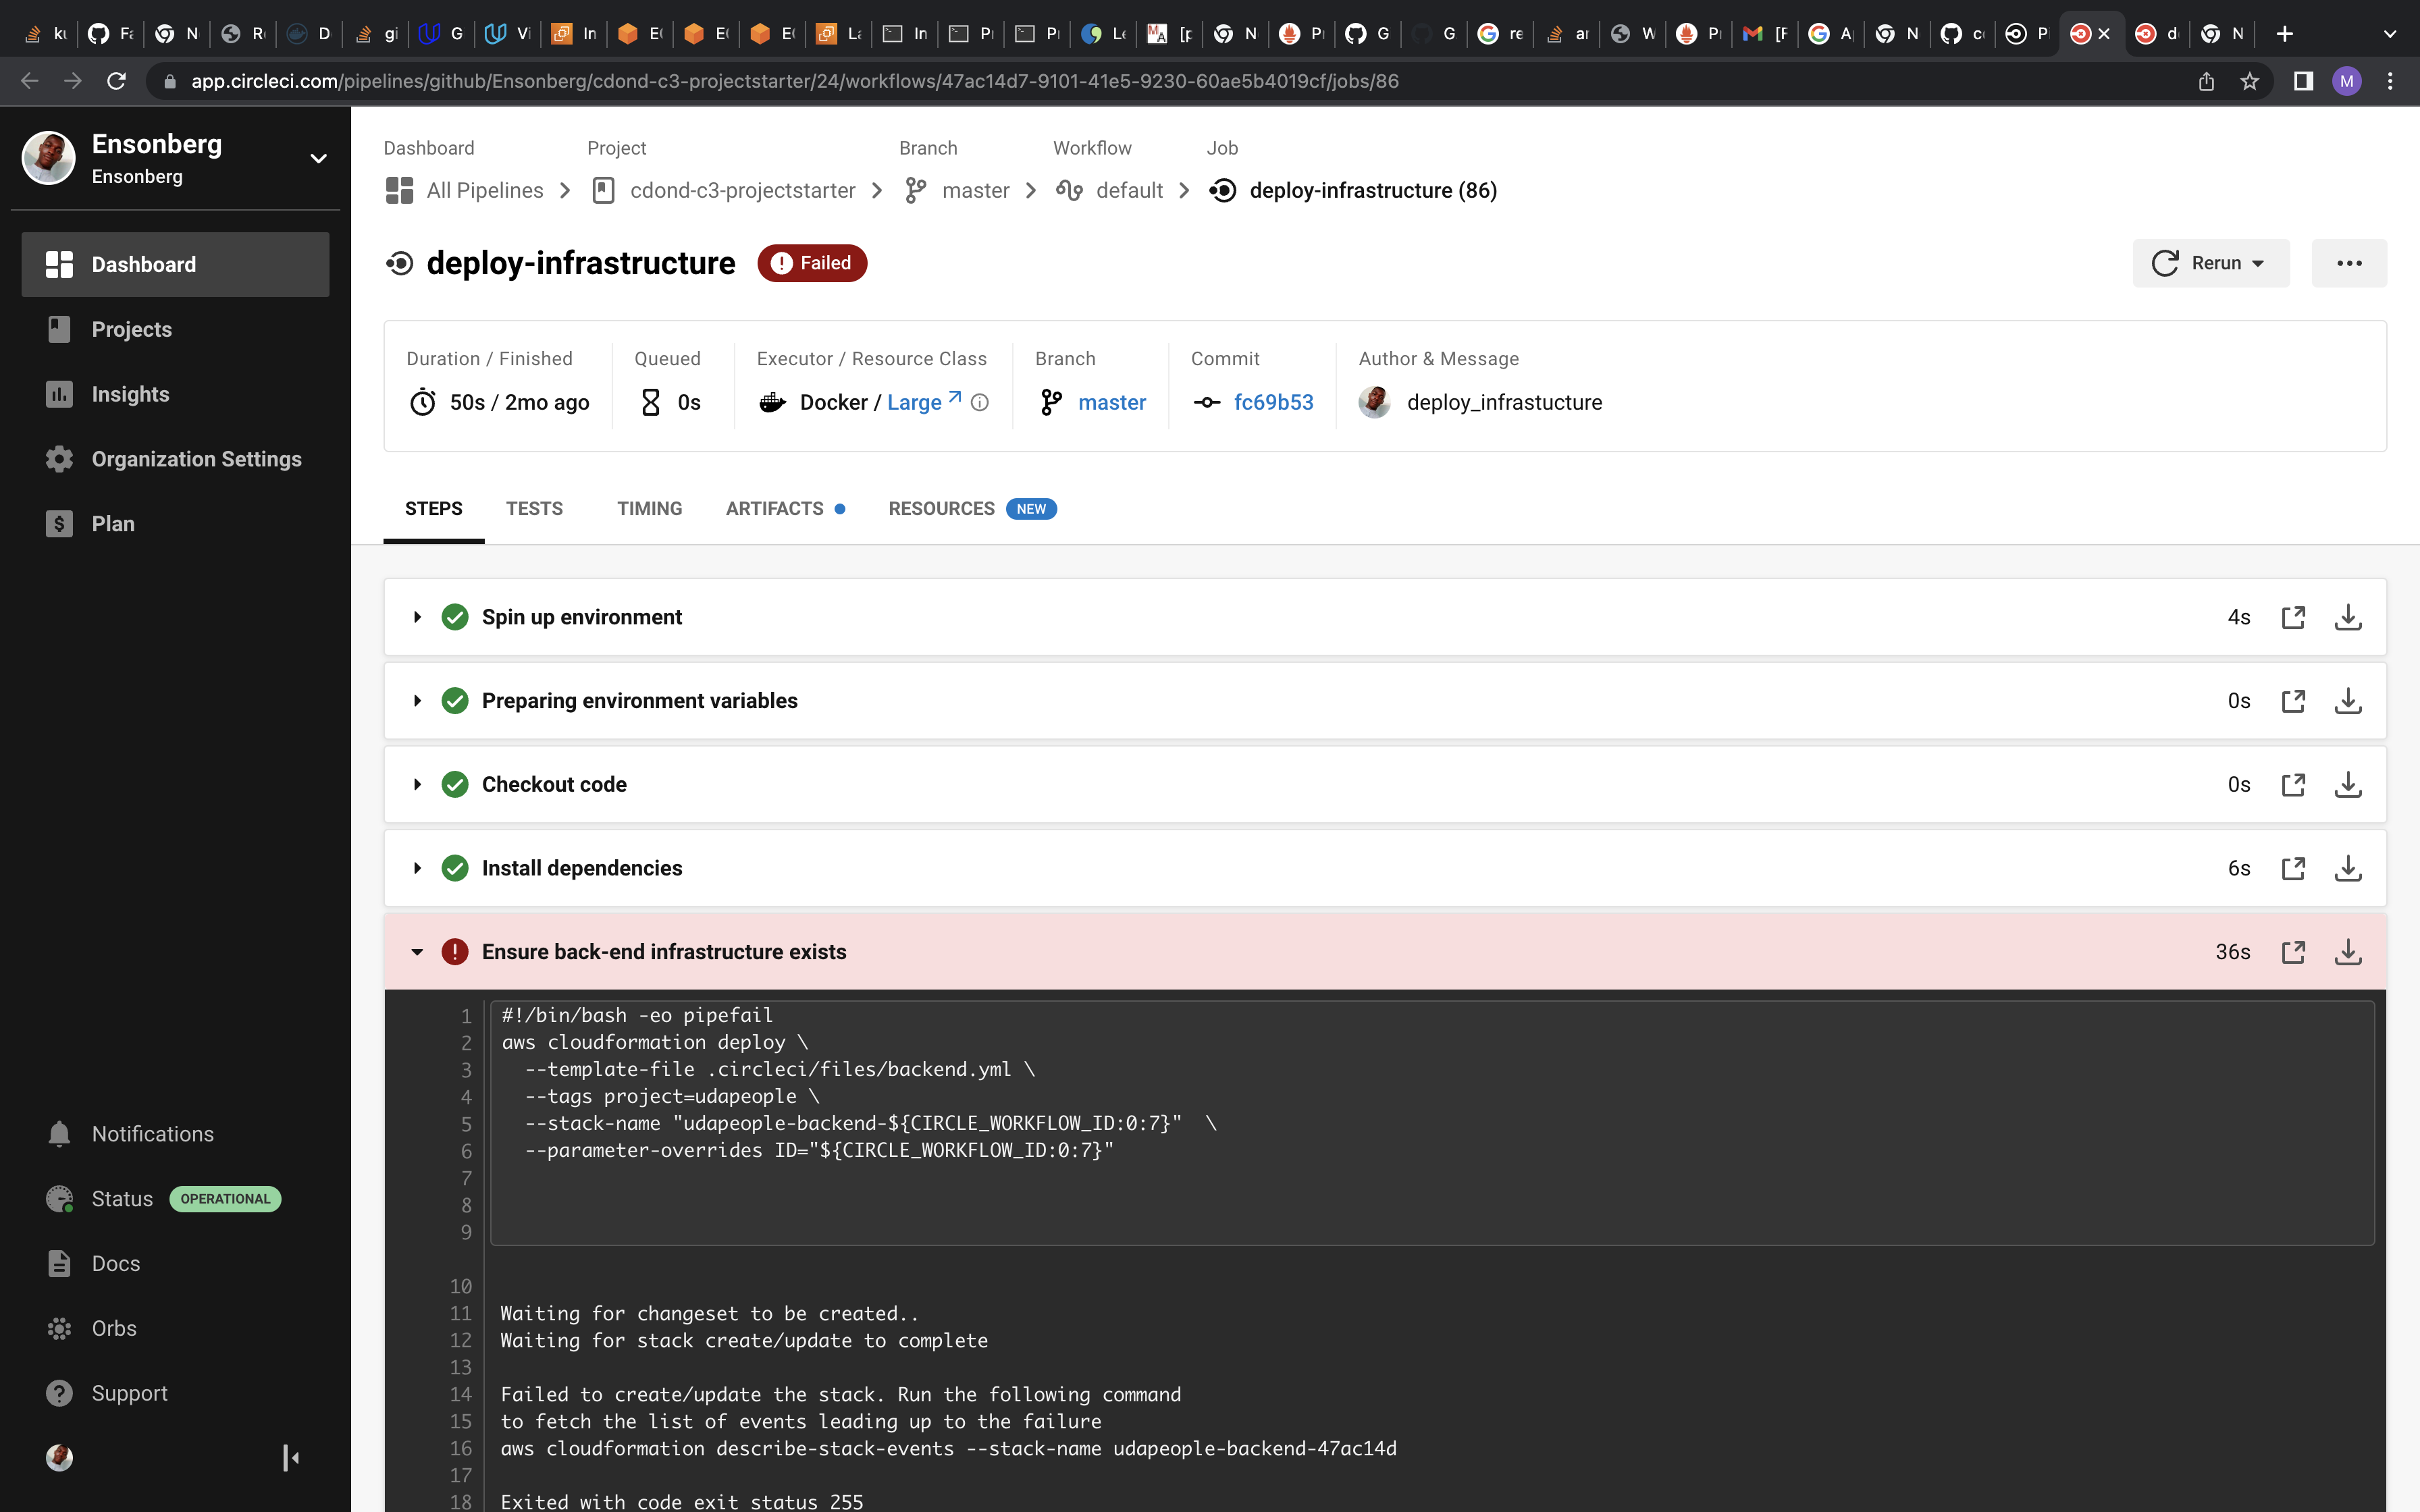 kı
Fa
N
R
D
gi
G
Vi
In
E(
E(
E(
La
In
Pi
Pi
Le
[p
N
Pi
G
G
re
ar
W
Pi
[F
A
N
co
Pi
d
N
app.circleci.com/pipelines/github/Ensonberg/cdond-c3-projectstarter/24/workflows/47ac14d7-9101-41e5-9230-60ae5b4019cf/jobs/86
M
Ensonberg
Ensonberg
Dashboard
Projects
Insights
Organization Settings
Plan
Notifications
Status OPERATIONAL
Docs
Orbs
Support
Dashboard Project Branch Workflow Job
All Pipelines cdond-c3-projectstarter master default deploy-infrastructure (86)
deploy-infrastructure Failed
Rerun
Duration / Finished Queued Executor / Resource Class Branch Commit Author & Message
50s / 2mo ago 0s Docker / Large master fc69b53 deploy_infrastucture
STEPS TESTS TIMING ARTIFACTS RESOURCES NEW
Spin up environment 4s
Preparing environment variables 0s
Checkout code 0s
Install dependencies 6s
Ensure back-end infrastructure exists 36s
1 #!/bin/bash -eo pipefail
2 aws cloudformation deploy \
3 --template-file .circleci/files/backend.yml \
4 --tags project=udapeople \
5 --stack-name "udapeople-backend-${CIRCLE_WORKFLOW_ID:0:7}" \
6 --parameter-overrides ID="${CIRCLE_WORKFLOW_ID:0:7}"
7
8
9
10
11 Waiting for changeset to be created..
12 Waiting for stack create/update to complete
13
14 Failed to create/update the stack. Run the following command
15 to fetch the list of events leading up to the failure
16 aws cloudformation describe-stack-events --stack-name udapeople-backend-47ac14d
17
18 Exited with code exit status 255